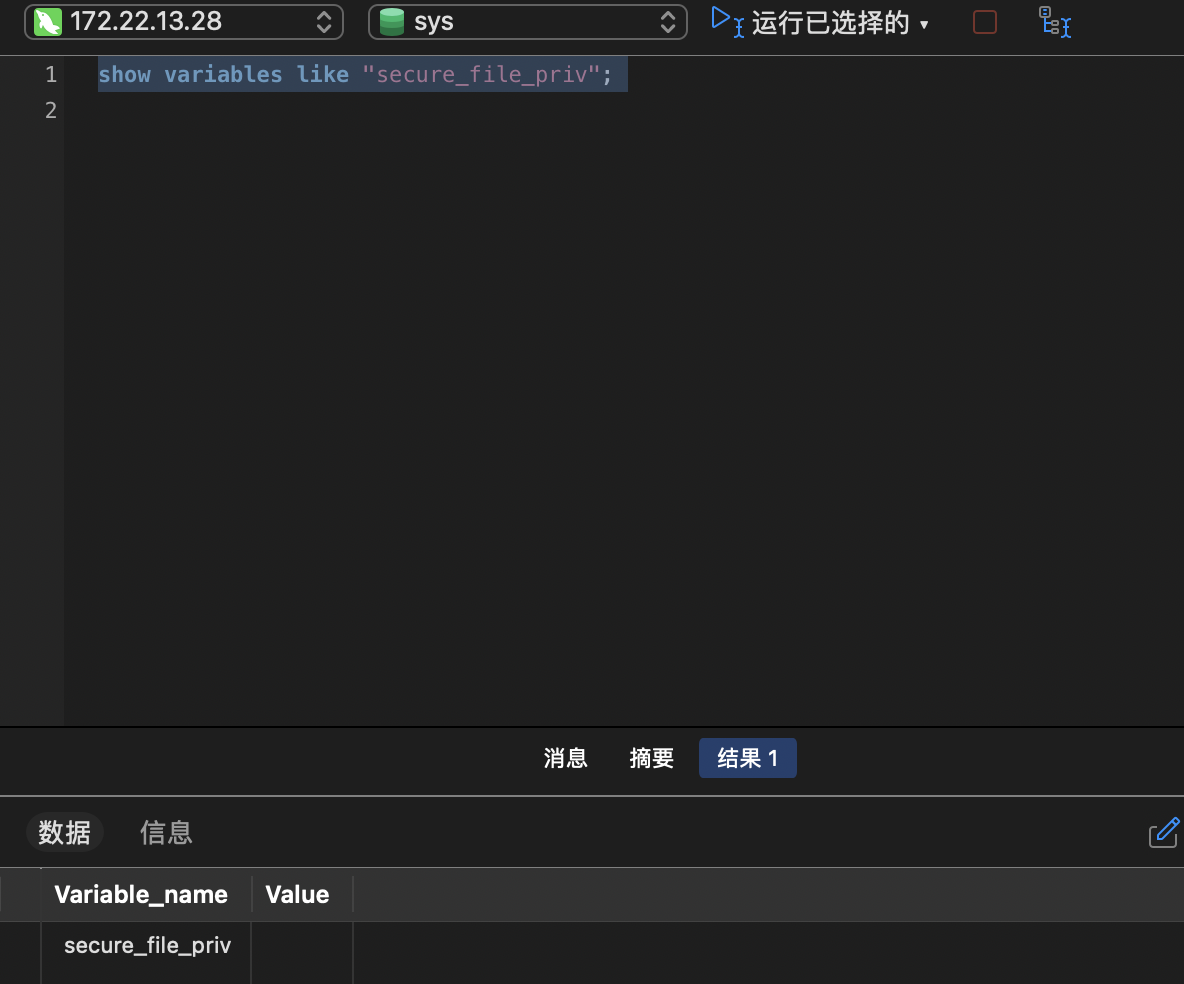 172.22.13.28 sys 运行已选择的
1 show variables like "secure_file_priv";
2
消息 摘要 结果 1
数据 信息
Variable_name Value
secure_file_priv